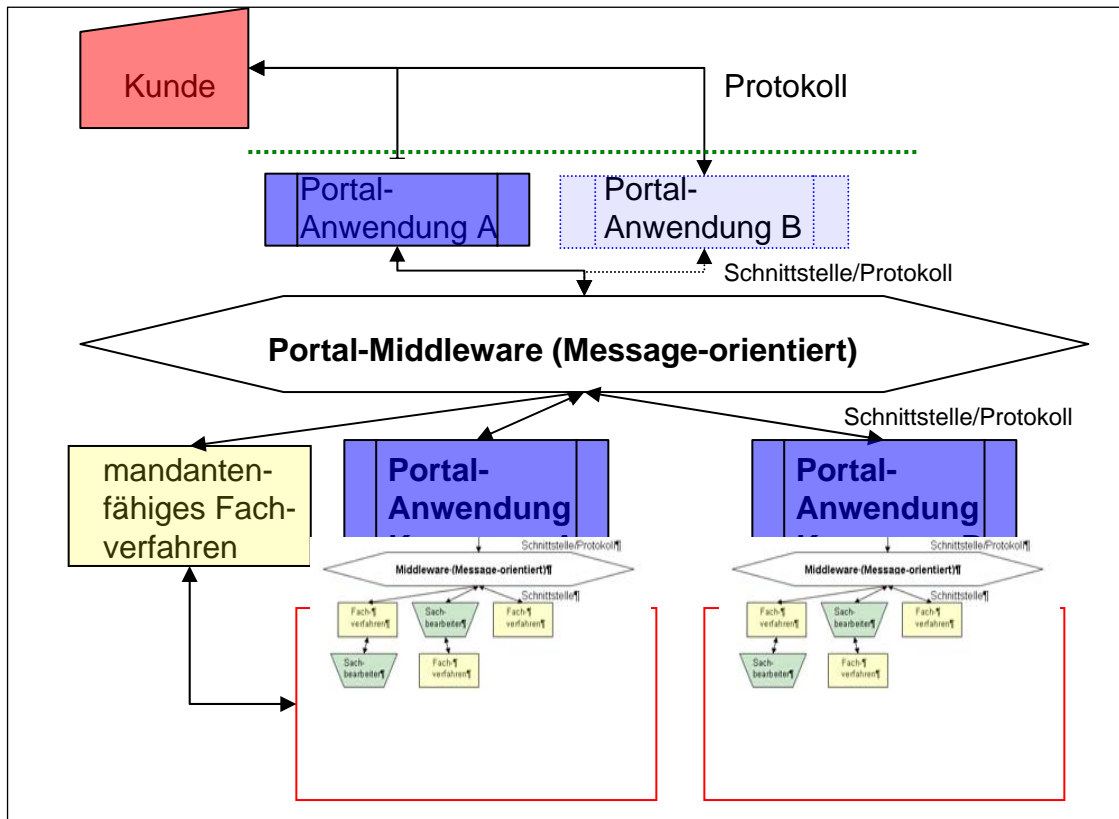 Kunde
Protokoll
Portal-
Anwendung A
Portal-
Anwendung B
Schnittstelle/Protokoll
Portal-Middleware (Message-orientiert)
Schnittstelle/Protokoll
mandanten-
fähiges Fach-
verfahren
Portal-
Anwendung
Portal-
Anwendung
Schnittstelle/Protokoll¶
Middleware·(Message-orientiert)¶
Schnittstelle¶
Fach-¶
verfahren¶
Sach-
bearbeiter¶
Fach-¶
verfahren¶
Sach-
bearbeiter¶
Fach-¶
verfahren¶
Schnittstelle/Protokoll¶
Middleware·(Message-orientiert)¶
Schnittstelle¶
Fach-¶
verfahren¶
Sach-
bearbeiter¶
Fach-¶
verfahren¶
Sach-
bearbeiter¶
Fach-¶
verfahren¶